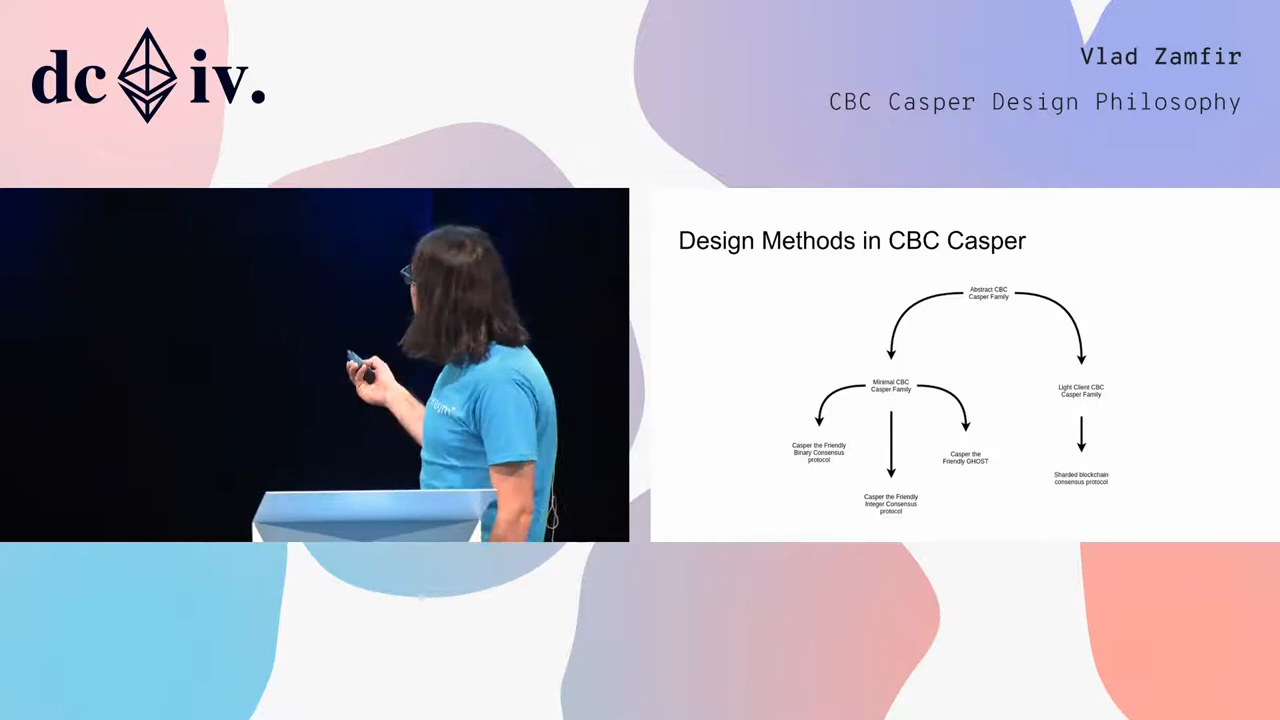 dc iv.
Vlad Zamfir
CBC Casper Design Philosophy
Design Methods in CBC Casper
Abstract CBC
Casper Family
Minimal CBC
Casper Family
Light Client CBC
Casper Family
Casper the Friendly
Binary Consensus
protocol
Casper the
Friendly GHOST
Sharded blockchain
consensus protocol
Casper the Friendly
Integer Consensus
protocol